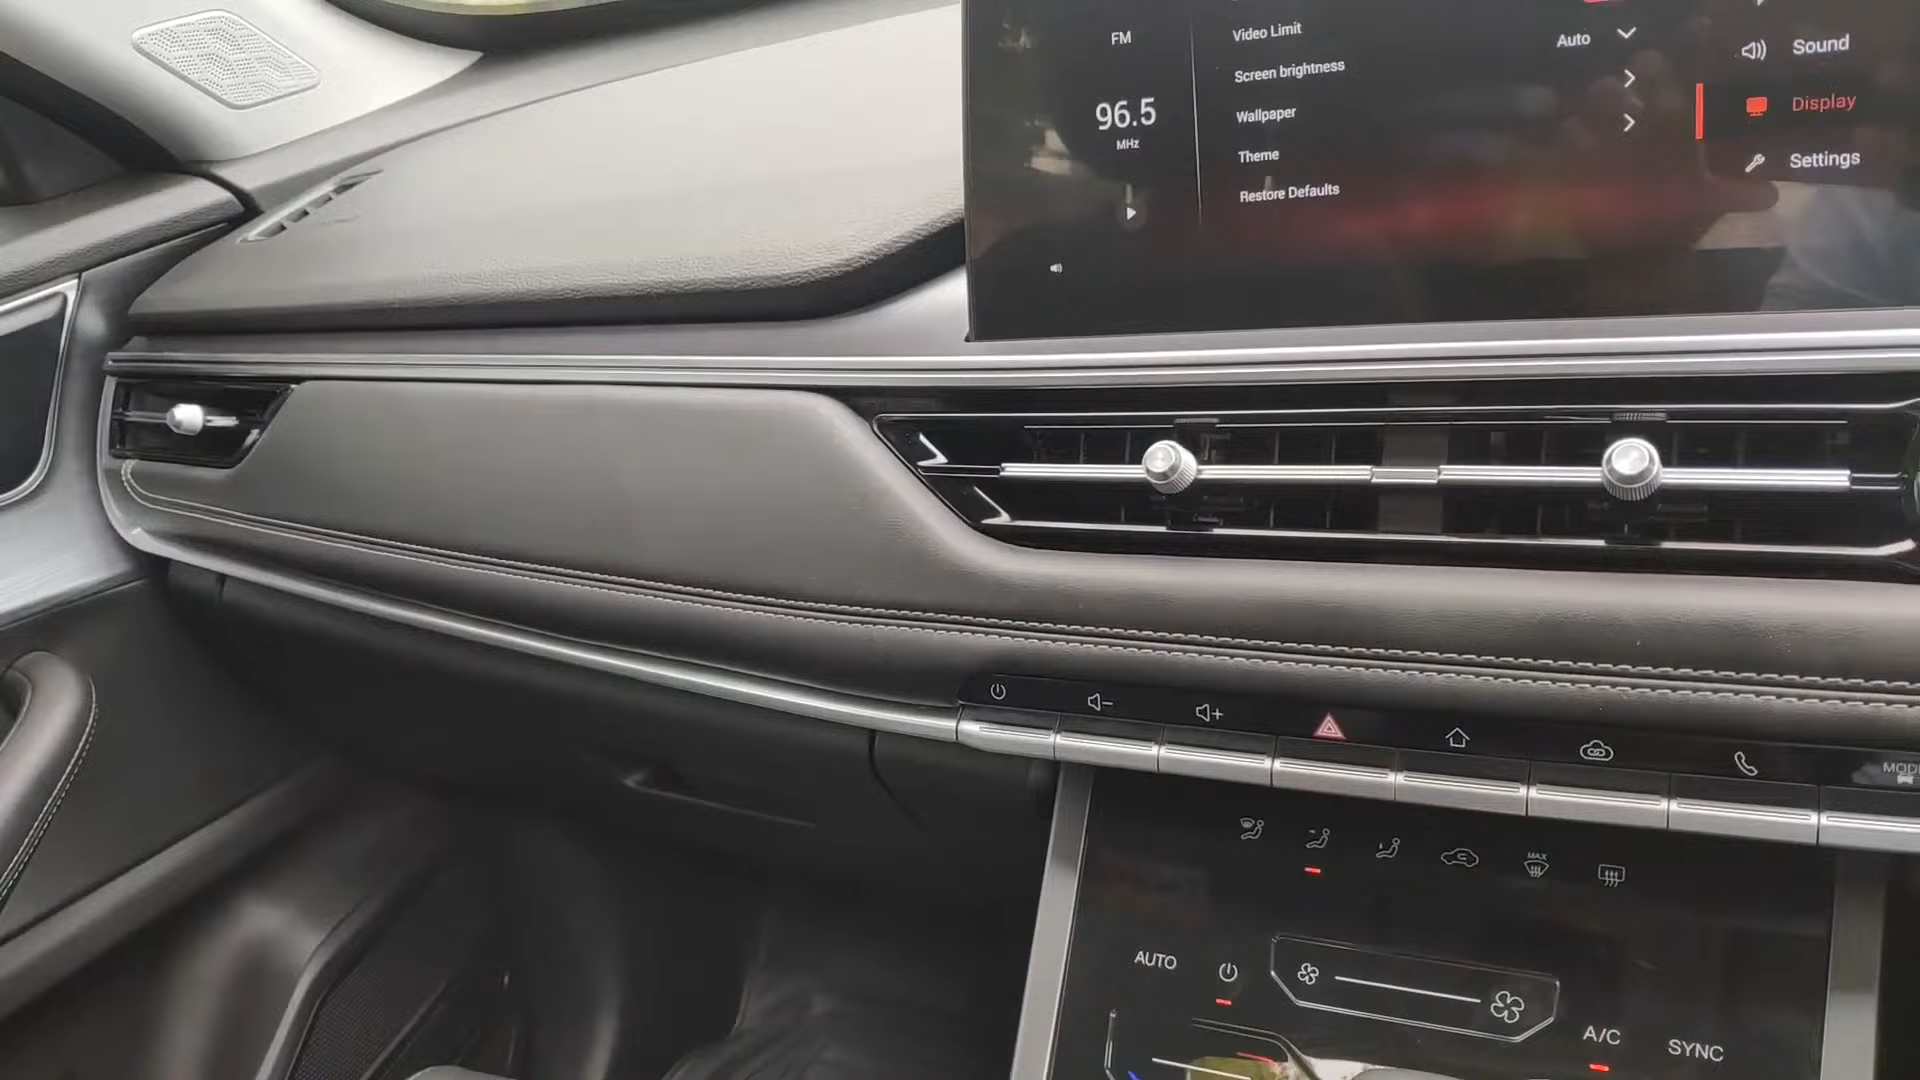 FM
96.5
MHz
Video Limit
Auto
Screen brightness
Wallpaper
Theme
Restore Defaults
Sound
Display
Settings
MAX
AUTO
A/C
SYNC